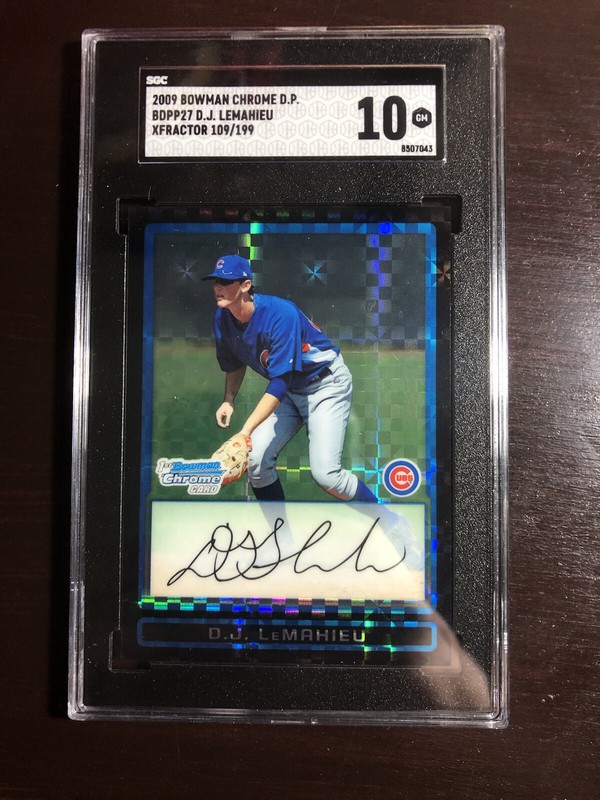 SGC
2009 BOWMAN CHROME D.P.
BDPP27 D.J. LEMAHIEU
XFRACTOR 109/199
10 GM
8507043
C
1st Bowman
Chrome
CARD
CUBS
D.J. LEMAHIEU